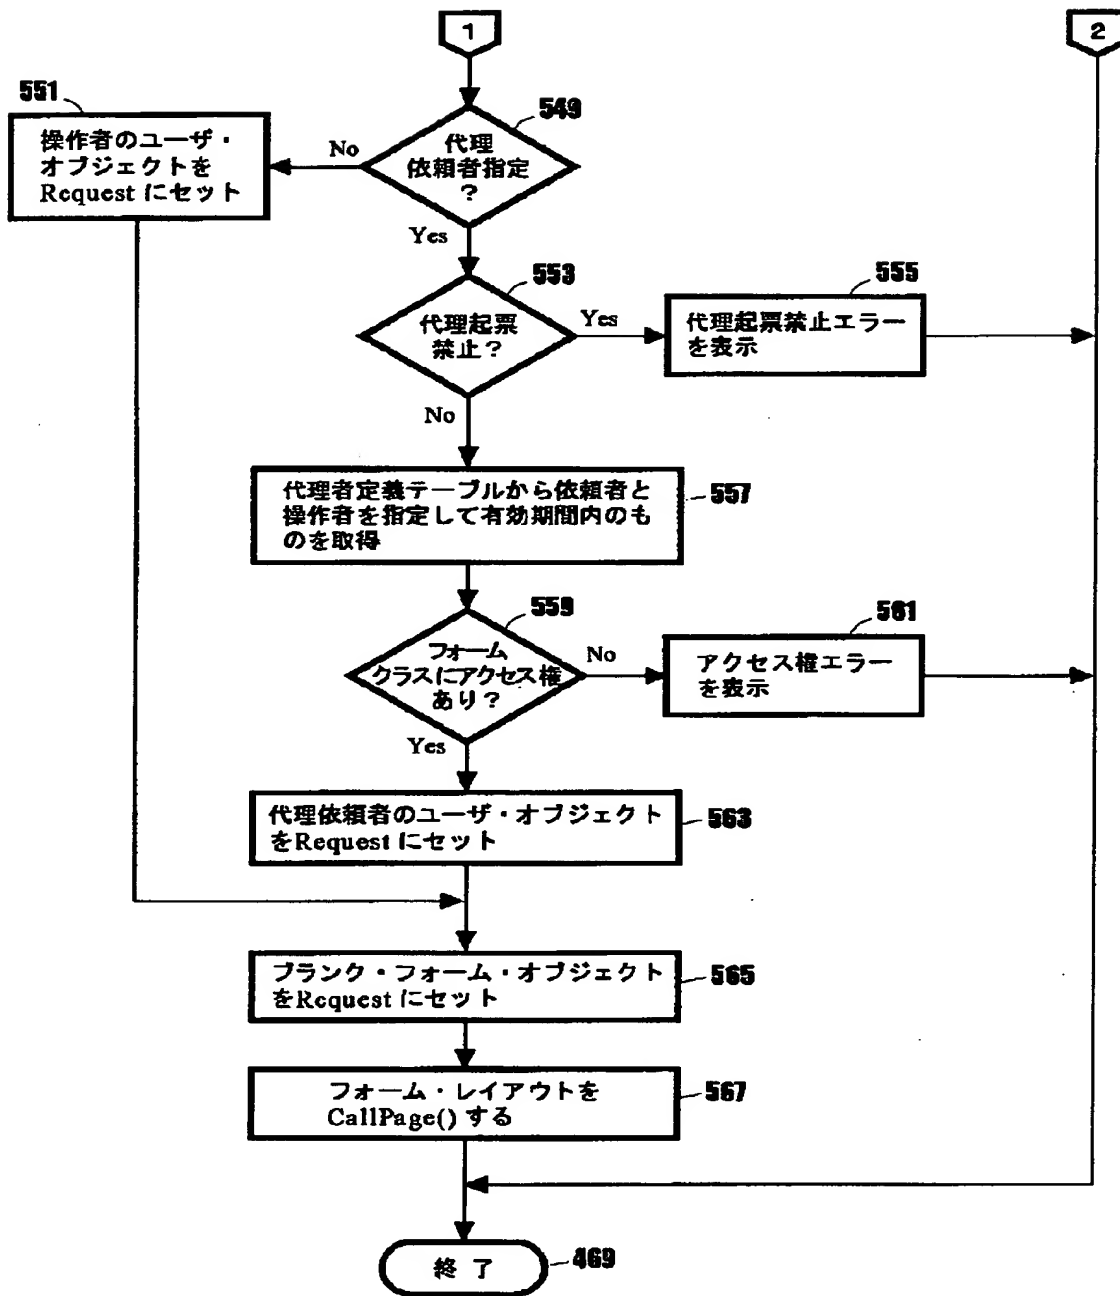 1
2
551
操作者のユーザ・
オブジェクトを
Request にセット
No
549
代理
依頼者指定
?
Yes
553
代理起票
禁止?
Yes
555
代理起票禁止エラー
を表示
No
代理者定義テーブルから依頼者と
操作者を指定して有効期間内のも
のを取得
557
559
フォーム
クラスにアクセス権
あり?
No
561
アクセス権エラー
を表示
Yes
代理依頼者のユーザ・オブジェクト
をRequest にセット
563
ブランク・フォーム・オブジェクト
をRequest にセット
565
フォーム・レイアウトを
CallPage() する
567
終 了
469